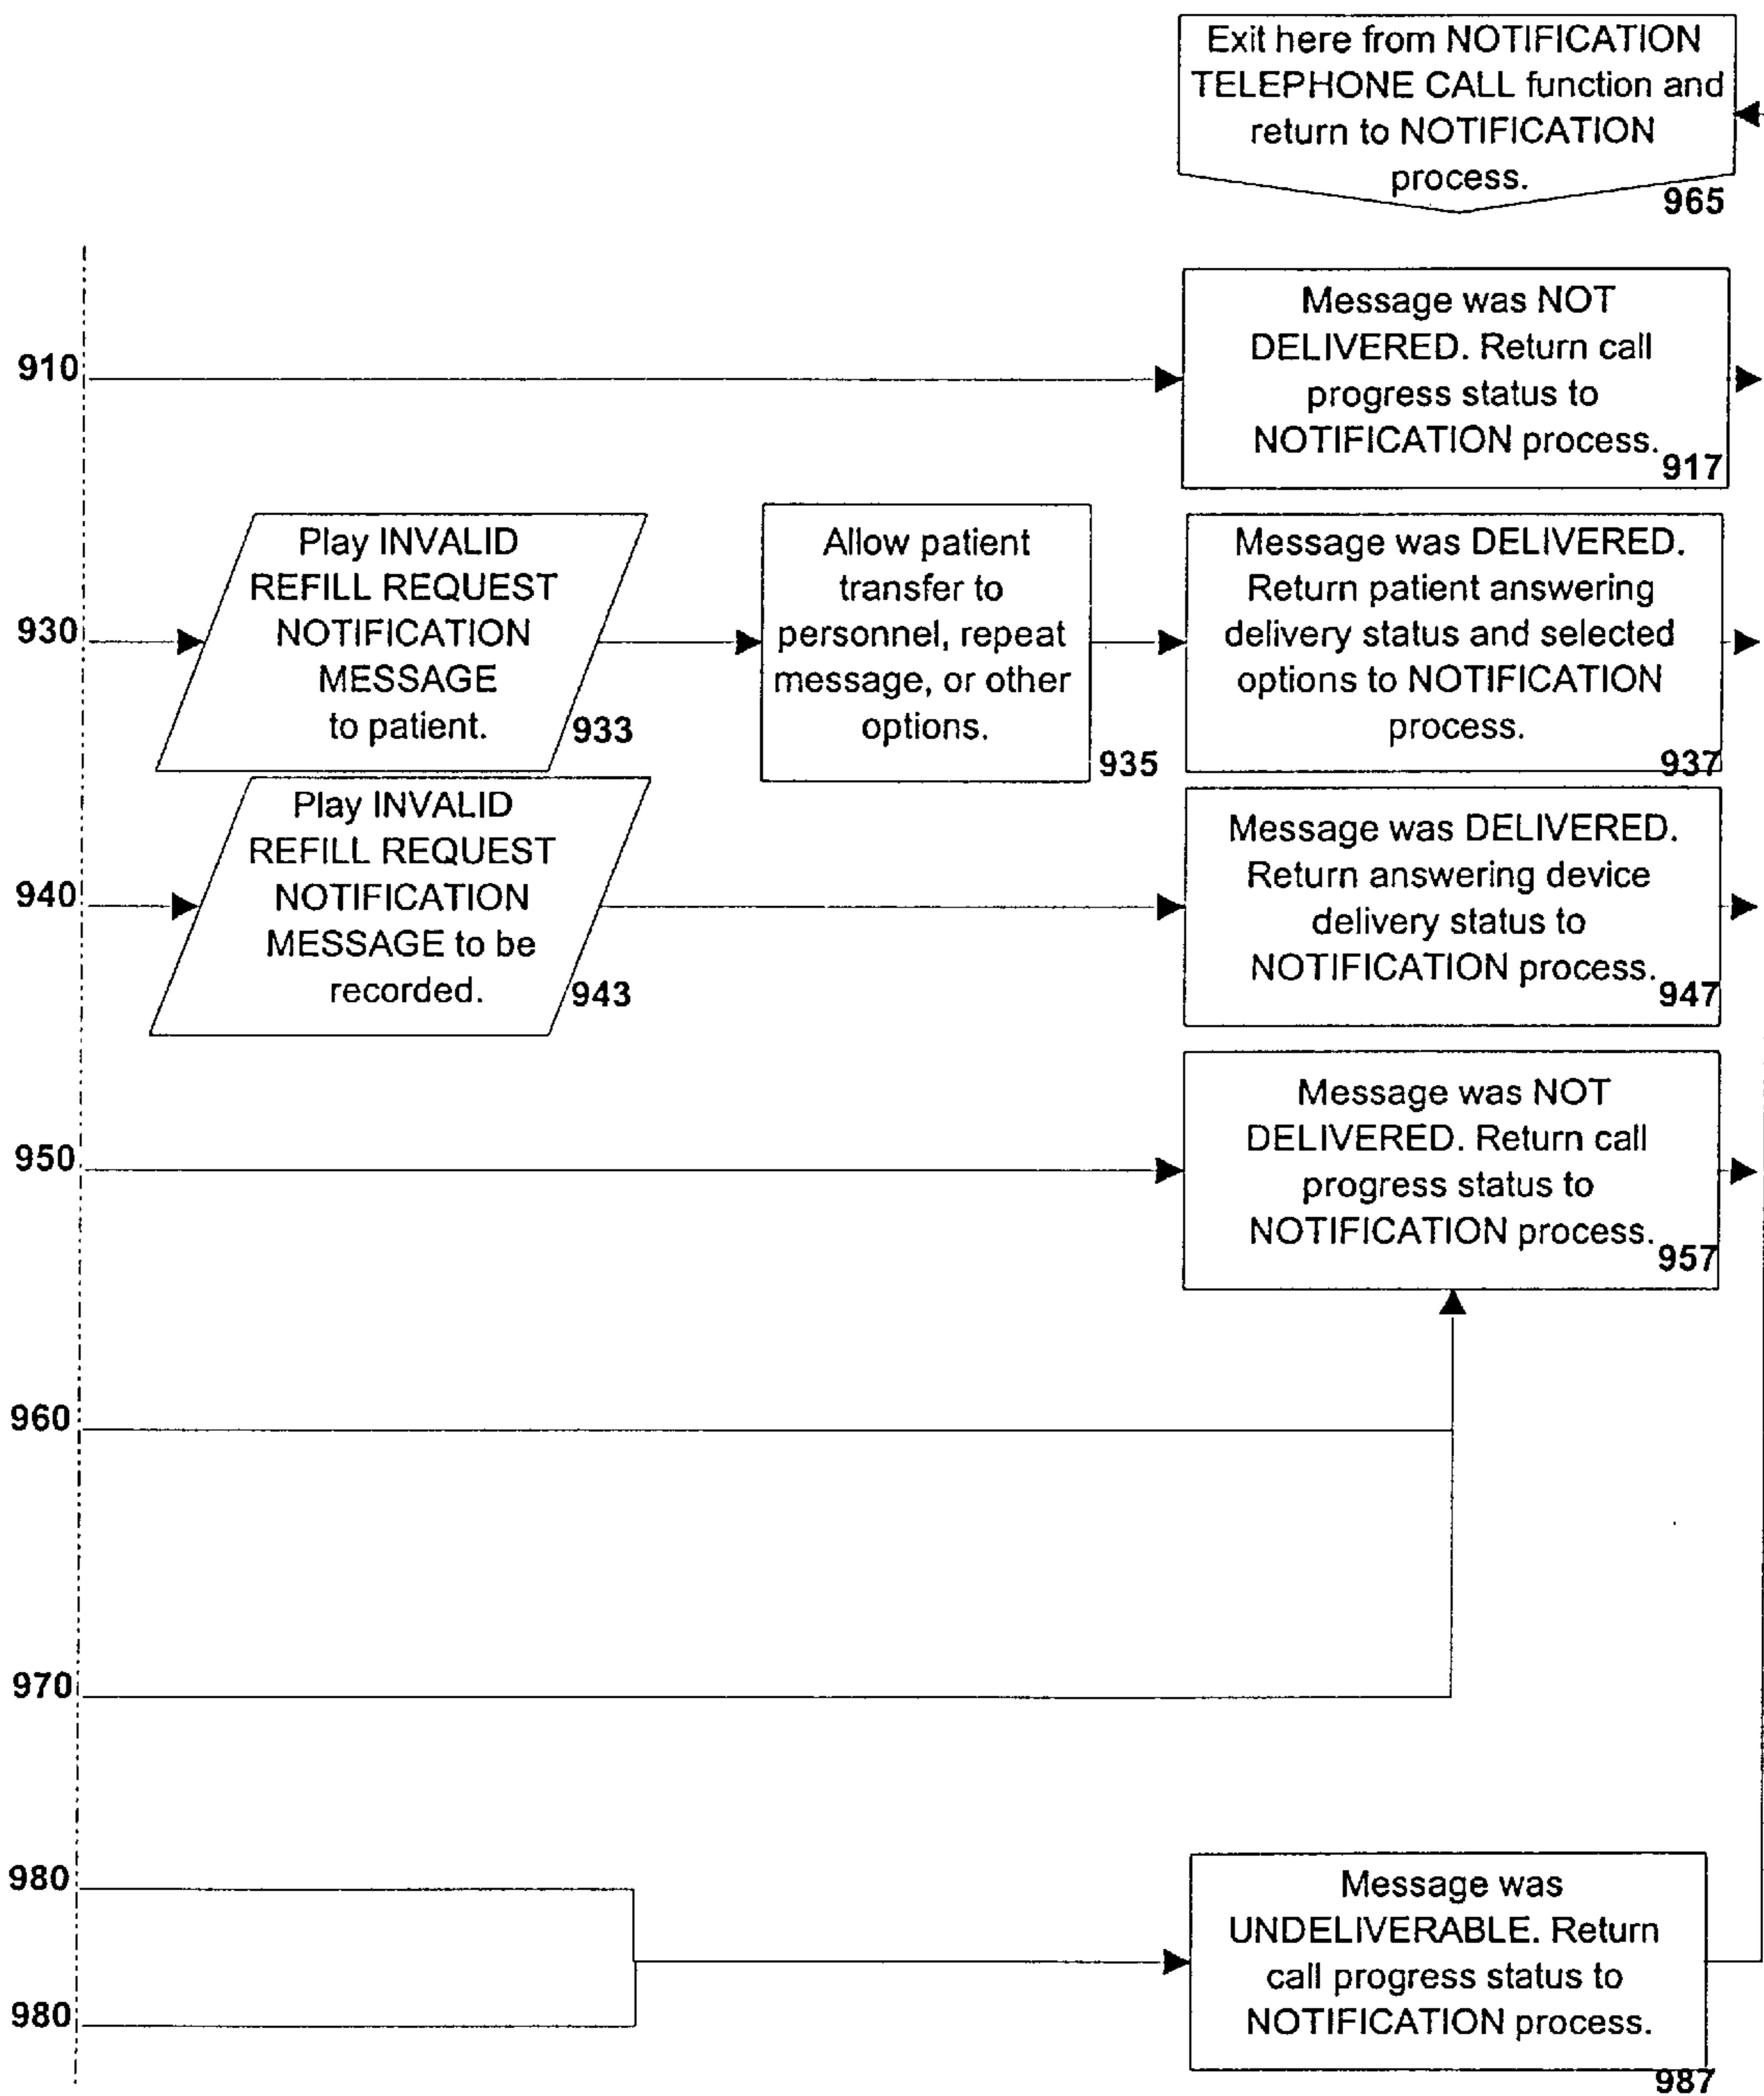 Exit here from NOTIFICATION
TELEPHONE CALL function and
return to NOTIFICATION
process.
965
910
Message was NOT
DELIVERED. Return call
progress status to
NOTIFICATION process.
917
930
Play INVALID
REFILL REQUEST
NOTIFICATION
MESSAGE
to patient.
933
Allow patient
transfer to
personnel, repeat
message, or other
options.
935
Message was DELIVERED.
Return patient answering
delivery status and selected
options to NOTIFICATION
process.
937
940
Play INVALID
REFILL REQUEST
NOTIFICATION
MESSAGE to be
recorded.
943
Message was DELIVERED.
Return answering device
delivery status to
NOTIFICATION process.
947
950
Message was NOT
DELIVERED. Return call
progress status to
NOTIFICATION process.
957
960
970
980
980
Message was
UNDELIVERABLE. Return
call progress status to
NOTIFICATION process.
987